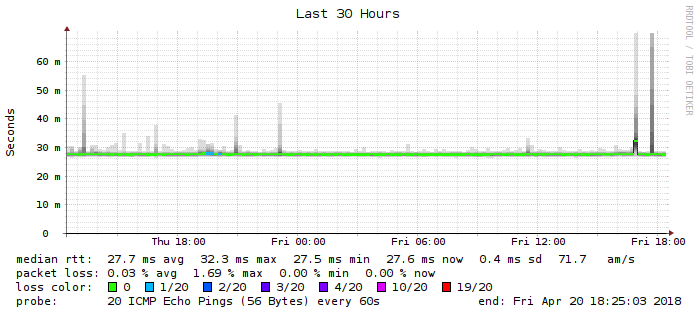 Last 30 Hours
RRDTOOL / TOBI OETIKER
Seconds
60 m
50 m
40 m
30 m
20 m
10 m
0
Thu 18:00 Fri 00:00 Fri 06:00 Fri 12:00 Fri 18:00
median rtt: 27.7 ms avg 32.3 ms max 27.5 ms min 27.6 ms now 0.4 ms sd 71.7 am/s
packet loss: 0.03 % avg 1.69 % max 0.00 % min 0.00 % now
loss color: 0 1/20 2/20 3/20 4/20 10/20 19/20
probe: 20 ICMP Echo Pings (56 Bytes) every 60s end: Fri Apr 20 18:25:03 2018